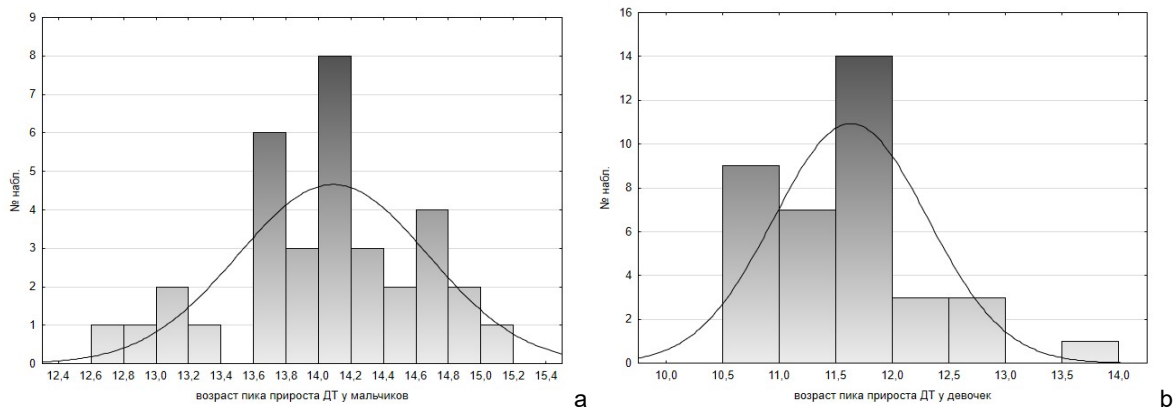 9
8
7
6
5
4
3
2
1
0
№ набл.
12,4 12,6 12,8 13,0 13,2 13,4 13,6 13,8 14,0 14,2 14,4 14,6 14,8 15,0 15,2 15,4
возраст пика прироста ДТ у мальчиков
a
16
14
12
10
8
6
4
2
0
№ набл.
10,0 10,5 11,0 11,5 12,0 12,5 13,0 13,5 14,0
возраст пика прироста ДТ у девочек
b